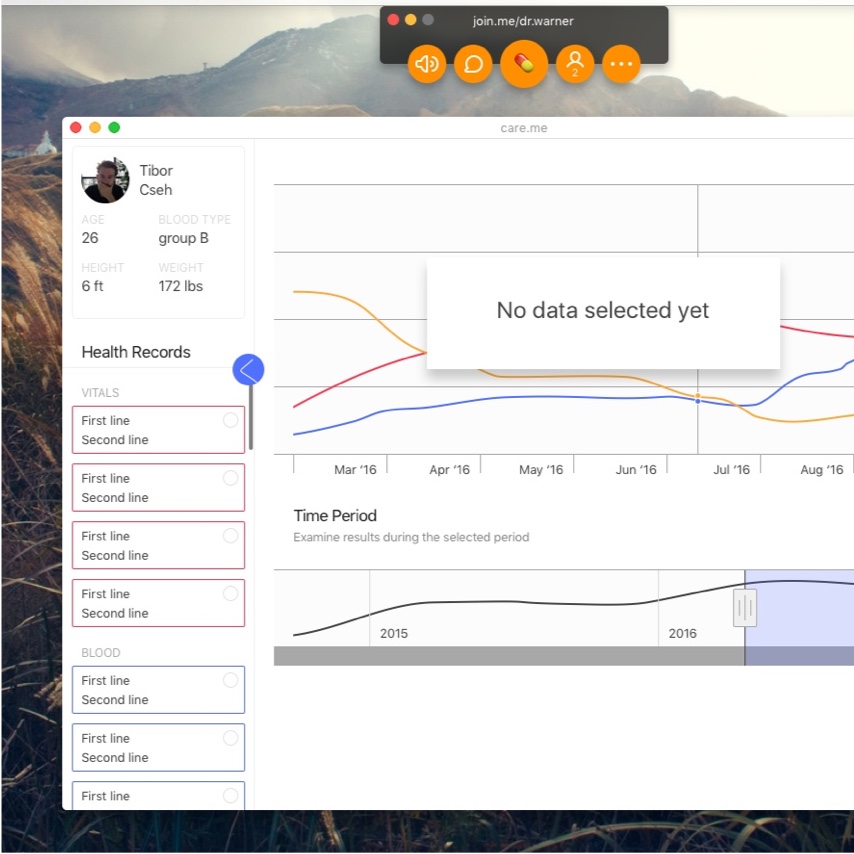 join.me/dr.warner
2
care.me
Tibor
Cseh
AGE
BLOOD TYPE
26
group B
HEIGHT
WEIGHT
6 ft
172 lbs
Health Records
VITALS
First line
Second line
First line
Second line
First line
Second line
First line
Second line
BLOOD
First line
Second line
First line
Second line
First line
No data selected yet
Mar ‘16
Apr ‘16
May ‘16
Jun ‘16
Jul ‘16
Aug ‘16
Time Period
Examine results during the selected period
2015
2016